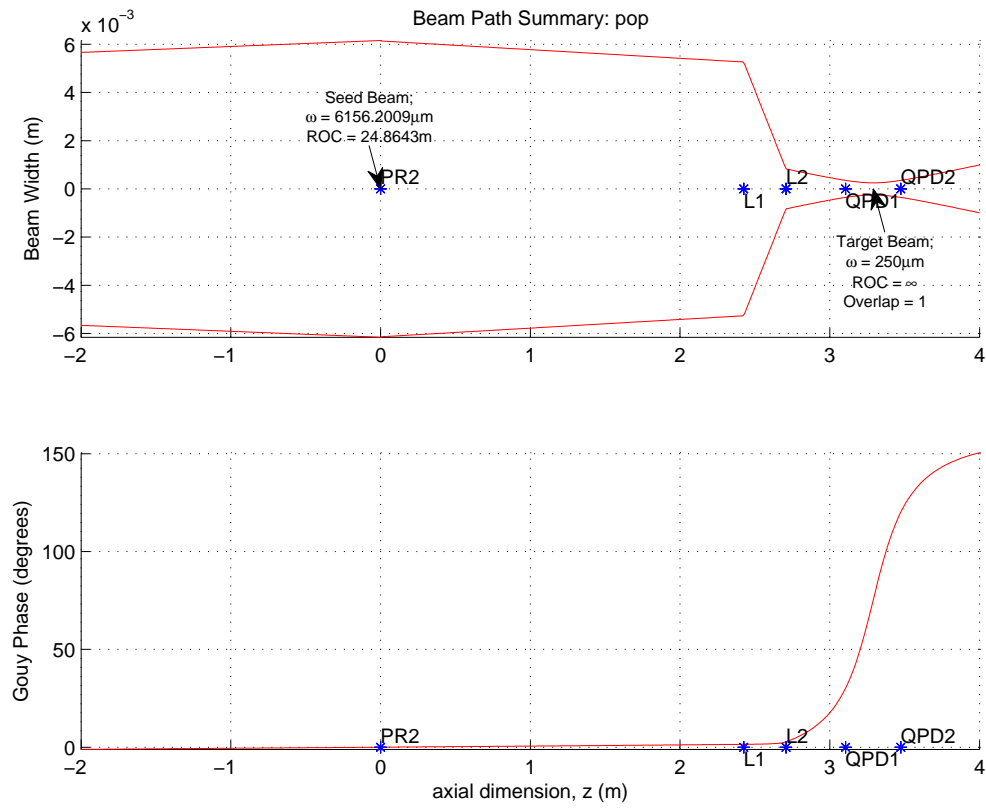 Beam Path Summary: pop
x 10⁻³
6
4
2
0
−2
−4
−6
Beam Width (m)
Seed Beam;
ω = 6156.2009μm
ROC = 24.8643m
PR2
L1
L2
QPD1
QPD2
Target Beam;
ω = 250μm
ROC = ∞
Overlap = 1
−2 −1 0 1 2 3 4
150
100
50
0
Gouy Phase (degrees)
PR2
L1
L2
QPD1
QPD2
−2 −1 0 1 2 3 4
axial dimension, z (m)